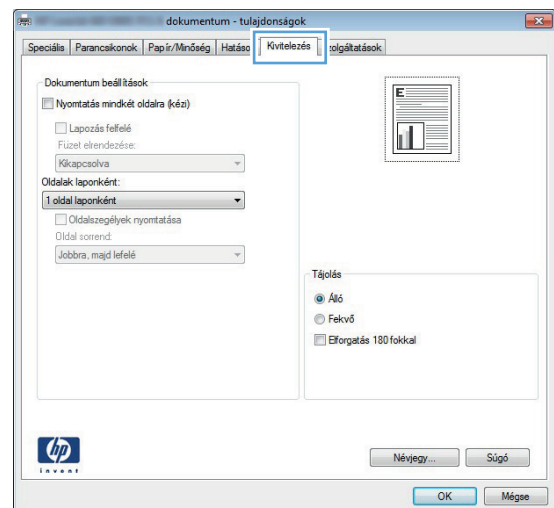 dokumentum - tulajdonságok
Speciális Parancsikonok Papír/Minőség Kivitelezés
Dokumentum beállítások
Nyomtatás mindkét oldalra (kézi)
Lapozás felfelé
Füzet elrendezése:
Kikapcsolva
Oldalak laponként:
1 oldal laponként
Oldalszegélyek nyomtatása
Oldal sorrend:
Jobbra, majd lefelé
E
Tájolás
Álló
Fekvő
Elforgatás 180 fokkal
hp
invent
Névjegy... Súgó
OK Mégse